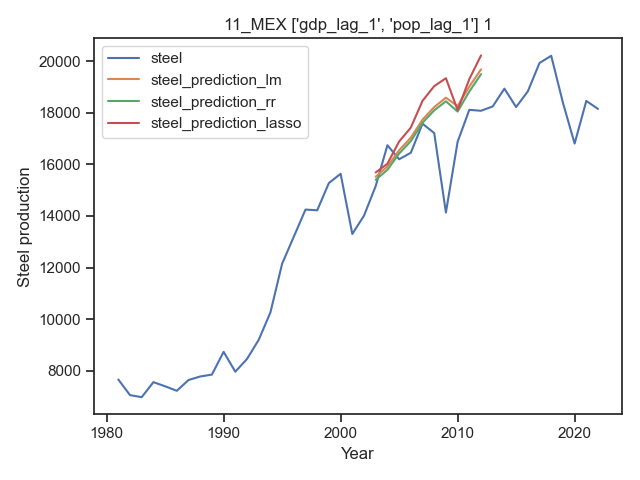 11_MEX ['gdp_lag_1', 'pop_lag_1'] 1
steel
steel_prediction_lm
steel_prediction_rr
steel_prediction_lasso
Steel production
20000
18000
16000
14000
12000
10000
8000
1980 1990 2000 2010 2020
Year